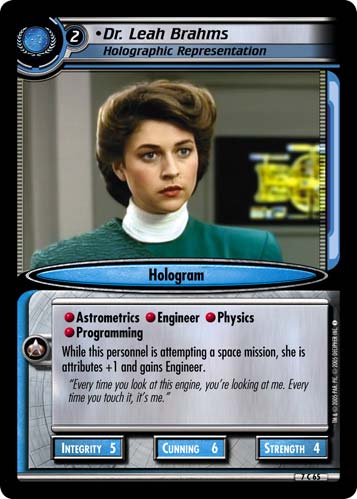 2 •Dr. Leah Brahms
Holographic Representation
Hologram
• Astrometrics • Engineer • Physics
• Programming
While this personnel is attempting a space mission, she is
attributes +1 and gains Engineer.
"Every time you look at this engine, you're looking at me. Every
time you touch it, it's me."
INTEGRITY 5 CUNNING 6 STRENGTH 4
7 C 65